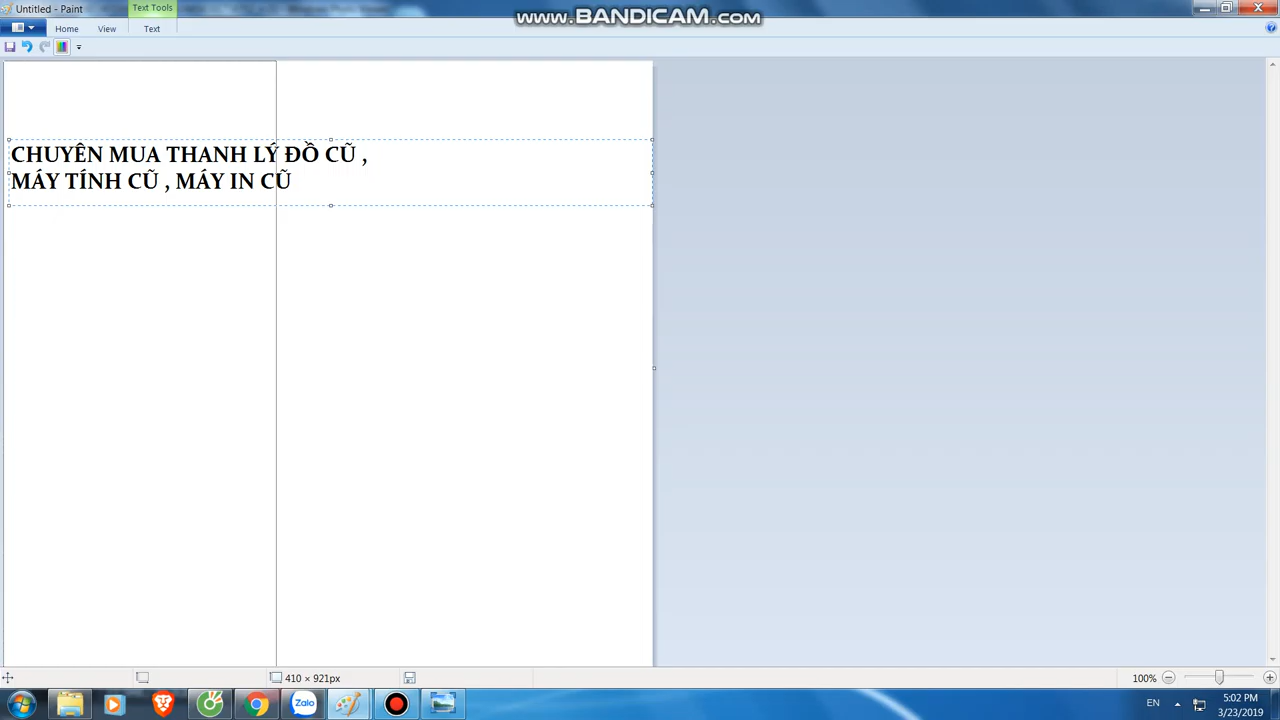 Untitled - Paint
Text Tools
www.BANDICAM.com
Home
View
Text
CHUYÊN MUA THANH LÝ ĐỒ CŨ ,
MÁY TÍNH CŨ , MÁY IN CŨ
410 × 921px
100%
Zalo
EN
5:02 PM
3/23/2019